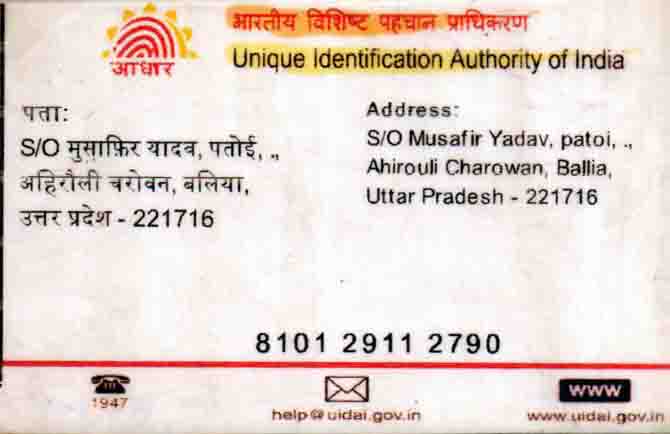 भारतीय विशिष्ट पहचान प्राधिकरण
Unique Identification Authority of India
आधार
पता:
S/O मुसाफ़िर यादव, पतोई, .,
अहिरौली चरोवन, बलिया,
उत्तर प्रदेश - 221716
Address:
S/O Musafir Yadav, patoi, .,
Ahirouli Charowan, Ballia,
Uttar Pradesh - 221716
8101 2911 2790
1947
help@uidai.gov.in
WWW
www.uidai.gov.in